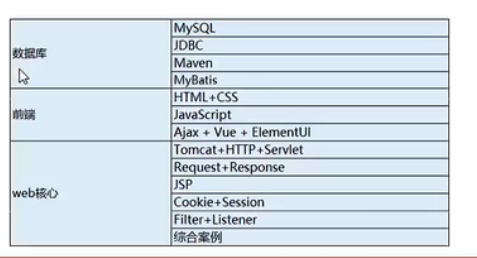 数据库
MySQL
JDBC
Maven
MyBatis
前端
HTML+CSS
JavaScript
Ajax + Vue + ElementUI
web核心
Tomcat+HTTP+Servlet
Request+Response
JSP
Cookie+Session
Filter+Listener
综合案例